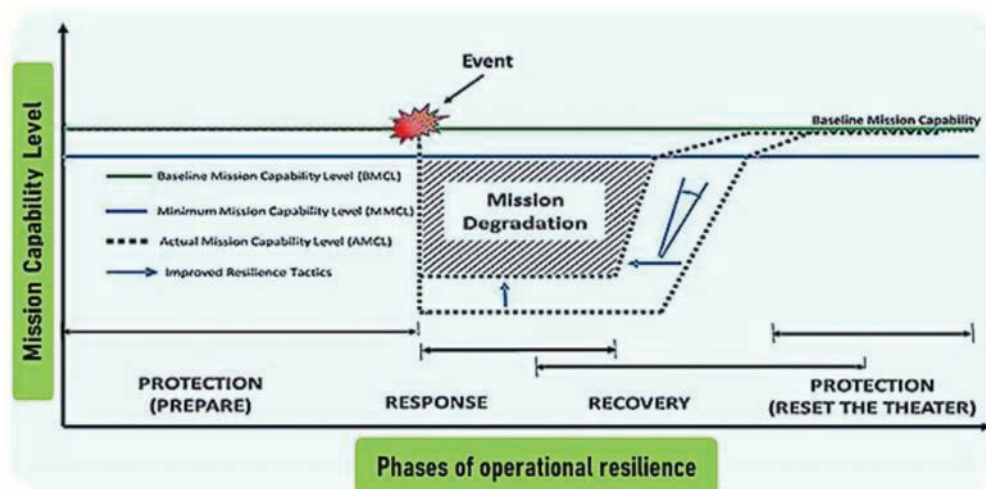 Mission Capability Level
Event
Baseline Mission Capability
Baseline Mission Capability Level (BMCL)
Minimum Mission Capability Level (MMCL)
Actual Mission Capability Level (AMCL)
Improved Resilience Tactics
Mission
Degradation
PROTECTION
(PREPARE)
RESPONSE
RECOVERY
PROTECTION
(RESET THE THEATER)
Phases of operational resilience